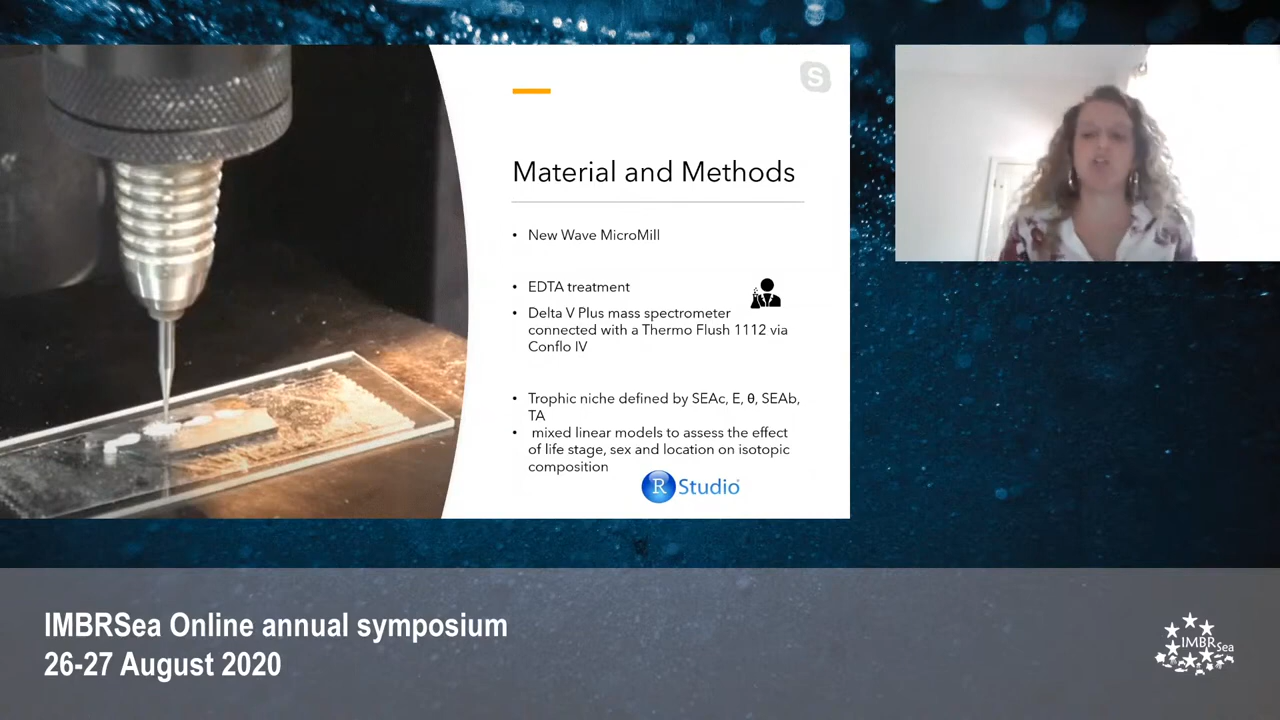 S
Material and Methods
• New Wave MicroMill
• EDTA treatment
• Delta V Plus mass spectrometer
connected with a Thermo Flush 1112 via
Conflo IV
• Trophic niche defined by SEAc, E, θ, SEAb,
TA
• mixed linear models to assess the effect
of life stage, sex and location on isotopic
composition
R Studio
IMBRSea Online annual symposium
26-27 August 2020
IMBRSea